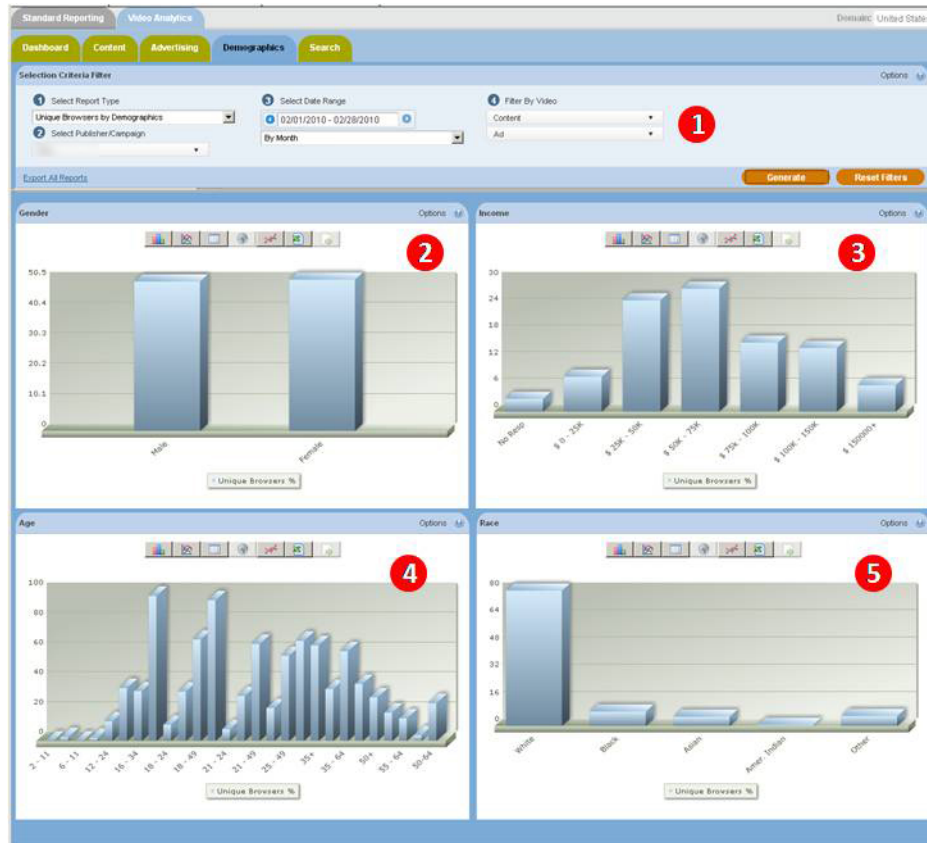 Standard Reporting Video Analytics Domain: United State
Dashboard Content Advertising Demographics Search
Selection Criteria Filter Options
1 Select Report Type 3 Select Date Range 4 Filter By Video
Unique Browsers by Demographics 02/01/2010 - 02/28/2010 Content
2 Select Publisher/Campaign By Month Ad
1
Export All Reports Generate Reset Filters
Gender Options
2
50.5
40.4
30.3
20.2
10.1
0
Male Female
Unique Browsers %
Income Options
3
30
24
18
12
6
0
No Resp $ 0 - 25K $ 25K - 50K $ 50K - 75K $ 75k - 100K $ 100K - 150K $ 150000+
Unique Browsers %
Age Options
4
100
80
60
40
20
0
2 - 11 6 - 11 12 - 24 16 - 34 18 - 24 18 - 49 21 - 24 21 - 49 25 - 49 35+ 35 - 64 50+ 55 - 64 50-64
Unique Browsers %
Race Options
5
80
64
48
32
16
0
White Black Asian Amer. Indian Other
Unique Browsers %